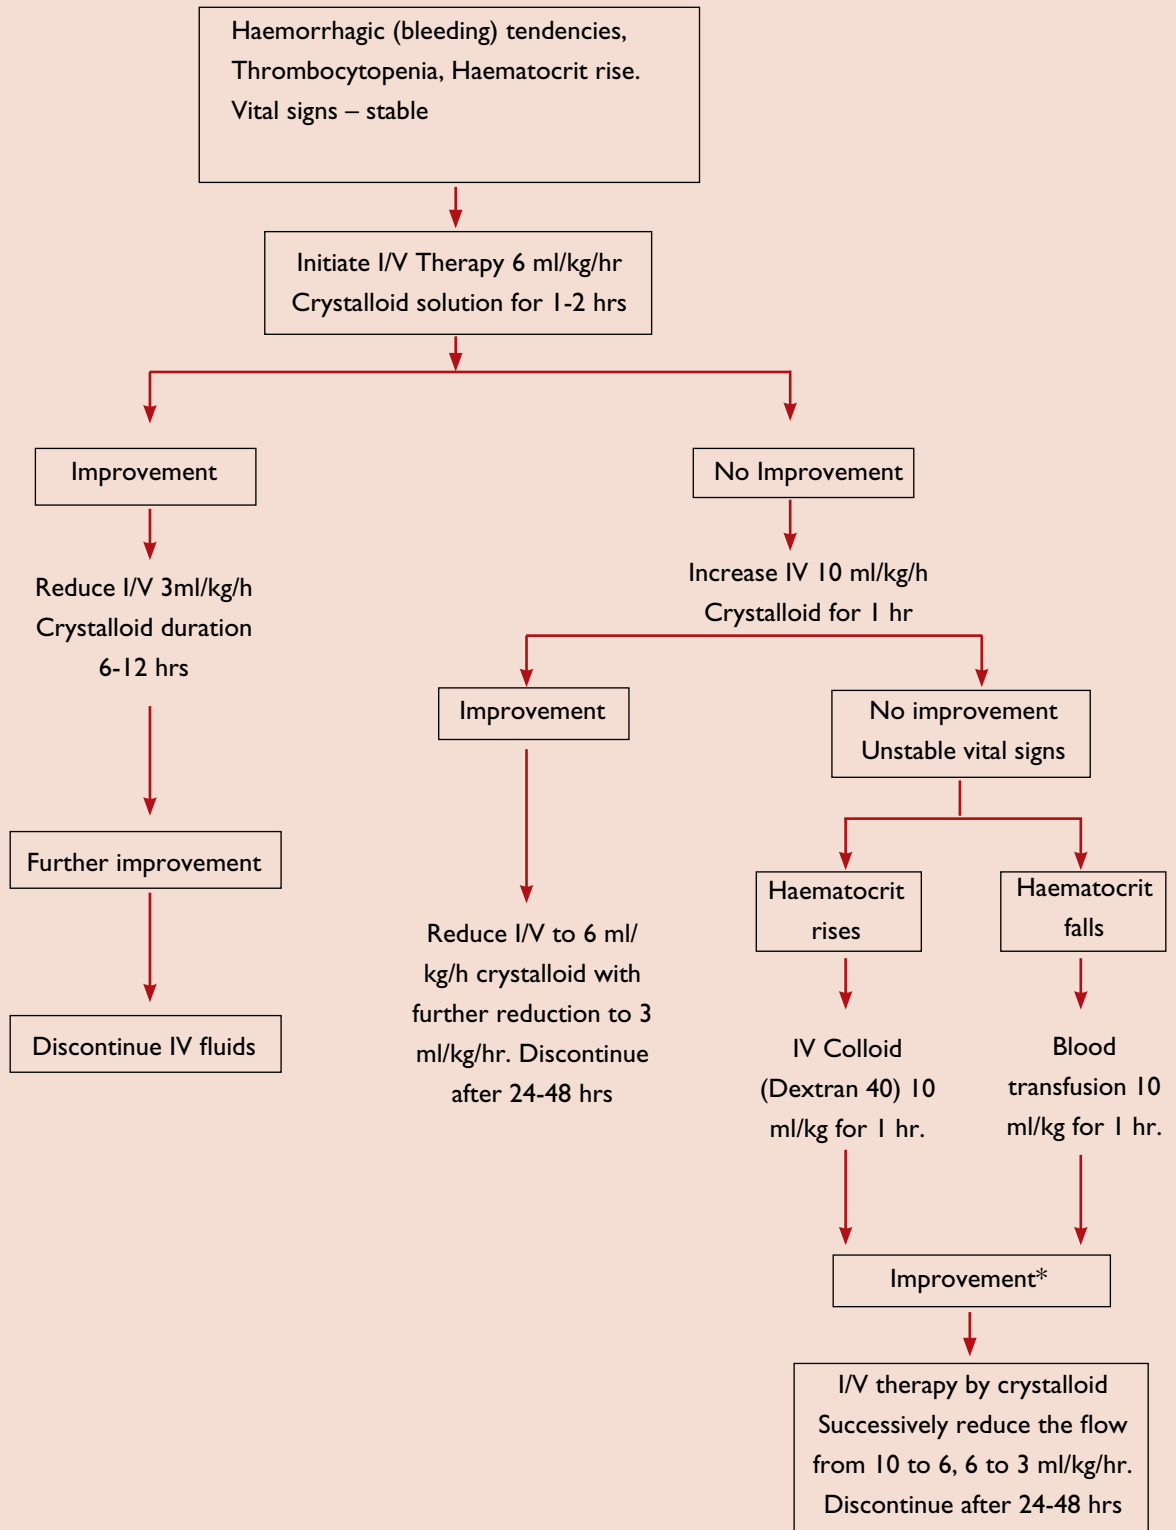 Haemorrhagic (bleeding) tendencies,
Thrombocytopenia, Haematocrit rise.
Vital signs – stable
Initiate I/V Therapy 6 ml/kg/hr
Crystalloid solution for 1-2 hrs
Improvement
Reduce I/V 3ml/kg/h
Crystalloid duration
6-12 hrs
Further improvement
Discontinue IV fluids
No Improvement
Increase IV 10 ml/kg/h
Crystalloid for 1 hr
Improvement
Reduce I/V to 6 ml/
kg/h crystalloid with
further reduction to 3
ml/kg/hr. Discontinue
after 24-48 hrs
No improvement
Unstable vital signs
Haematocrit
rises
IV Colloid
(Dextran 40) 10
ml/kg for 1 hr.
Haematocrit
falls
Blood
transfusion 10
ml/kg for 1 hr.
Improvement*
I/V therapy by crystalloid
Successively reduce the flow
from 10 to 6, 6 to 3 ml/kg/hr.
Discontinue after 24-48 hrs